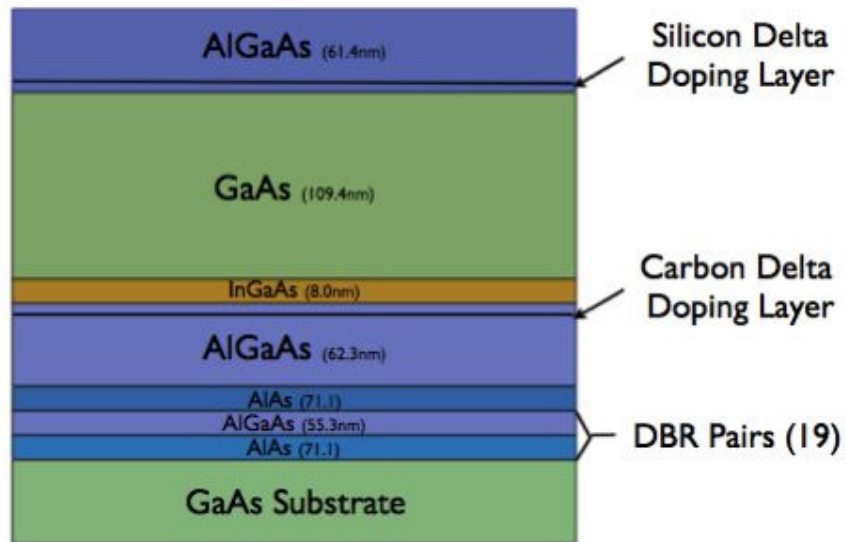 AlGaAs (61.4nm)
Silicon Delta
Doping Layer
GaAs (109.4nm)
InGaAs (8.0nm)
Carbon Delta
Doping Layer
AlGaAs (62.3nm)
AlAs (71.1)
AlGaAs (55.3nm)
AlAs (71.1)
DBR Pairs (19)
GaAs Substrate